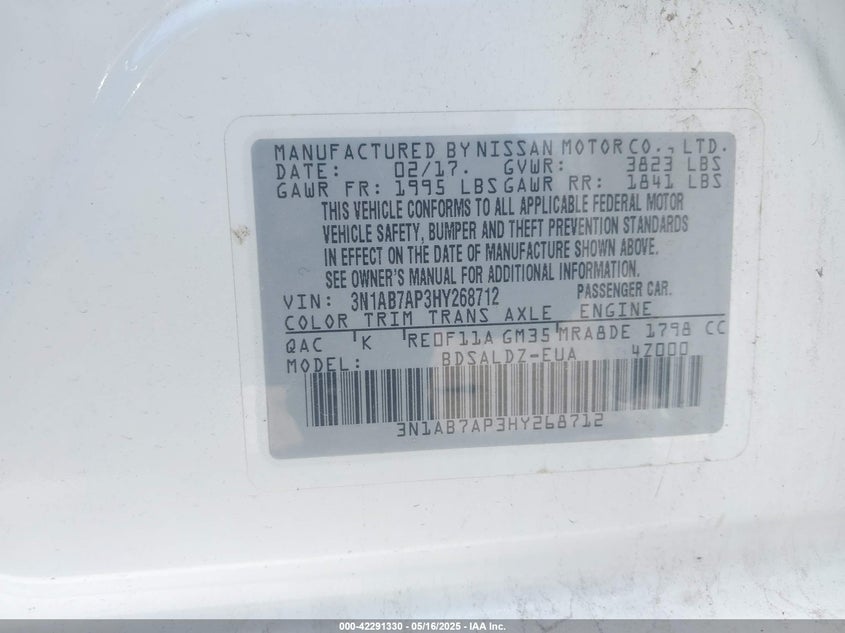 MANUFACTURED BY NISSAN MOTOR CO., LTD.
DATE: 02/17. GVWR: 3823 LBS
GAWR FR: 1995 LBS GAWR RR: 1841 LBS
THIS VEHICLE CONFORMS TO ALL APPLICABLE FEDERAL MOTOR
VEHICLE SAFETY, BUMPER AND THEFT PREVENTION STANDARDS
IN EFFECT ON THE DATE OF MANUFACTURE SHOWN ABOVE.
SEE OWNER'S MANUAL FOR ADDITIONAL INFORMATION.
VIN: 3N1AB7AP3HY268712 PASSENGER CAR.
COLOR TRIM TRANS AXLE ENGINE
QAC K RE0F11A GM35 MRA8DE 1798 CC
MODEL: BDSALDZ-EUA 4Z000
3N1AB7AP3HY268712
000-42291330 - 05/16/2025 - IAA Inc.